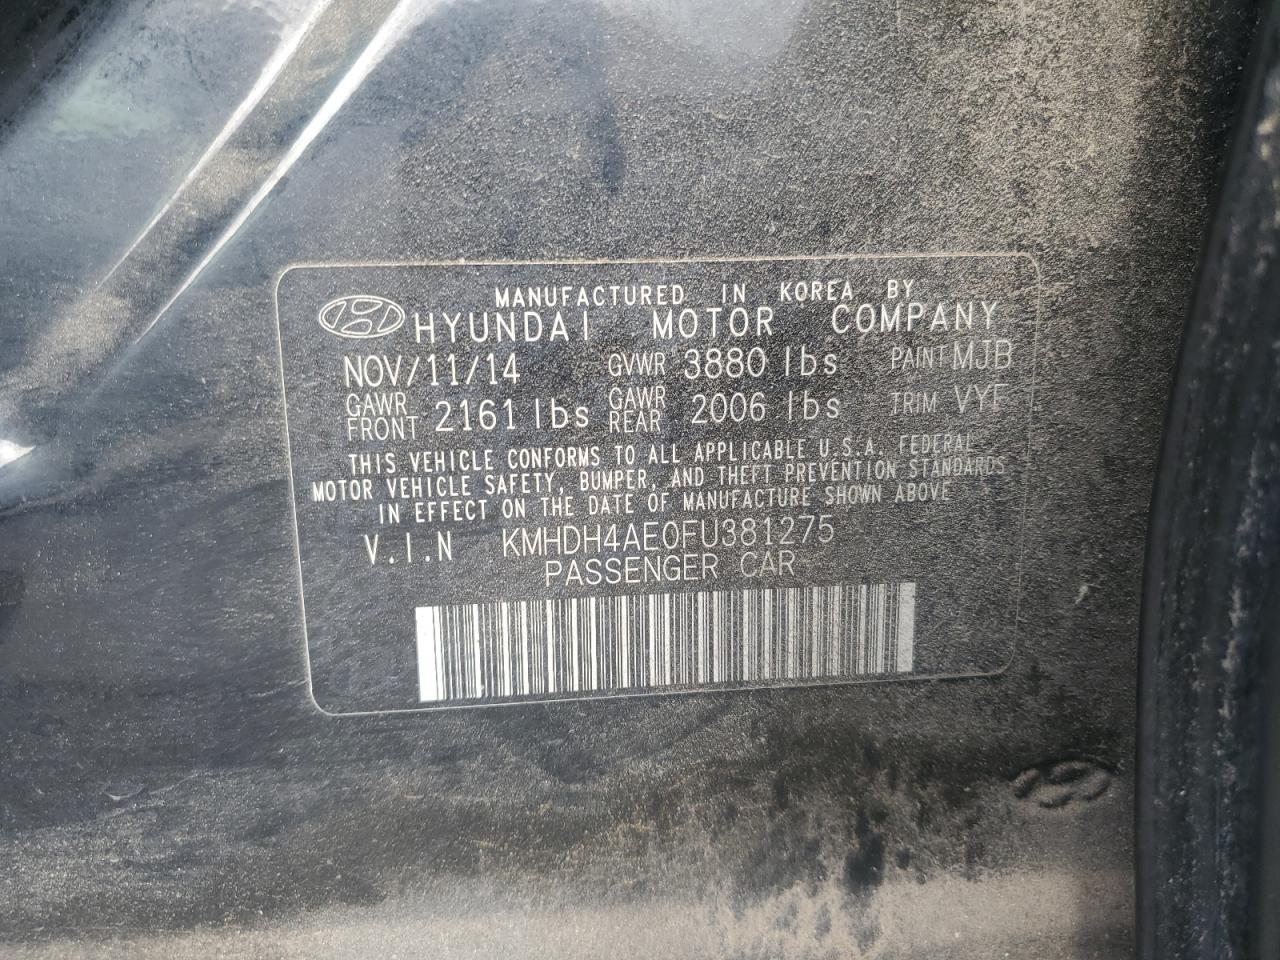 MANUFACTURED IN KOREA BY
HYUNDAI MOTOR COMPANY
NOV/11/14 GVWR 3880 lbs PAINT MJB
GAWR FRONT 2161 lbs GAWR REAR 2006 lbs TRIM VYF
THIS VEHICLE CONFORMS TO ALL APPLICABLE U.S.A. FEDERAL
MOTOR VEHICLE SAFETY, BUMPER, AND THEFT PREVENTION STANDARDS
IN EFFECT ON THE DATE OF MANUFACTURE SHOWN ABOVE
V.I.N KMHDH4AE0FU381275
PASSENGER CAR